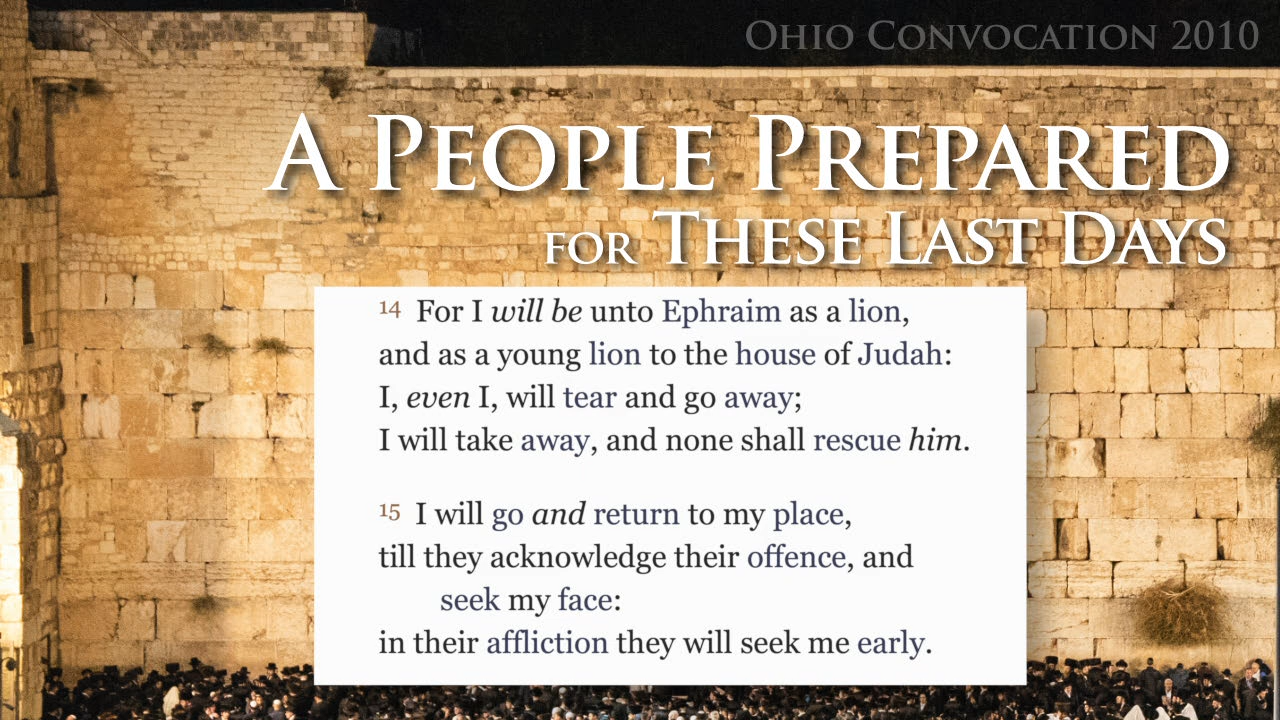 Ohio Convocation 2010
A People Prepared
for These Last Days
14 For I will be unto Ephraim as a lion,
and as a young lion to the house of Judah:
I, even I, will tear and go away;
I will take away, and none shall rescue him.
15 I will go and return to my place,
till they acknowledge their offence, and
seek my face:
in their affliction they will seek me early.